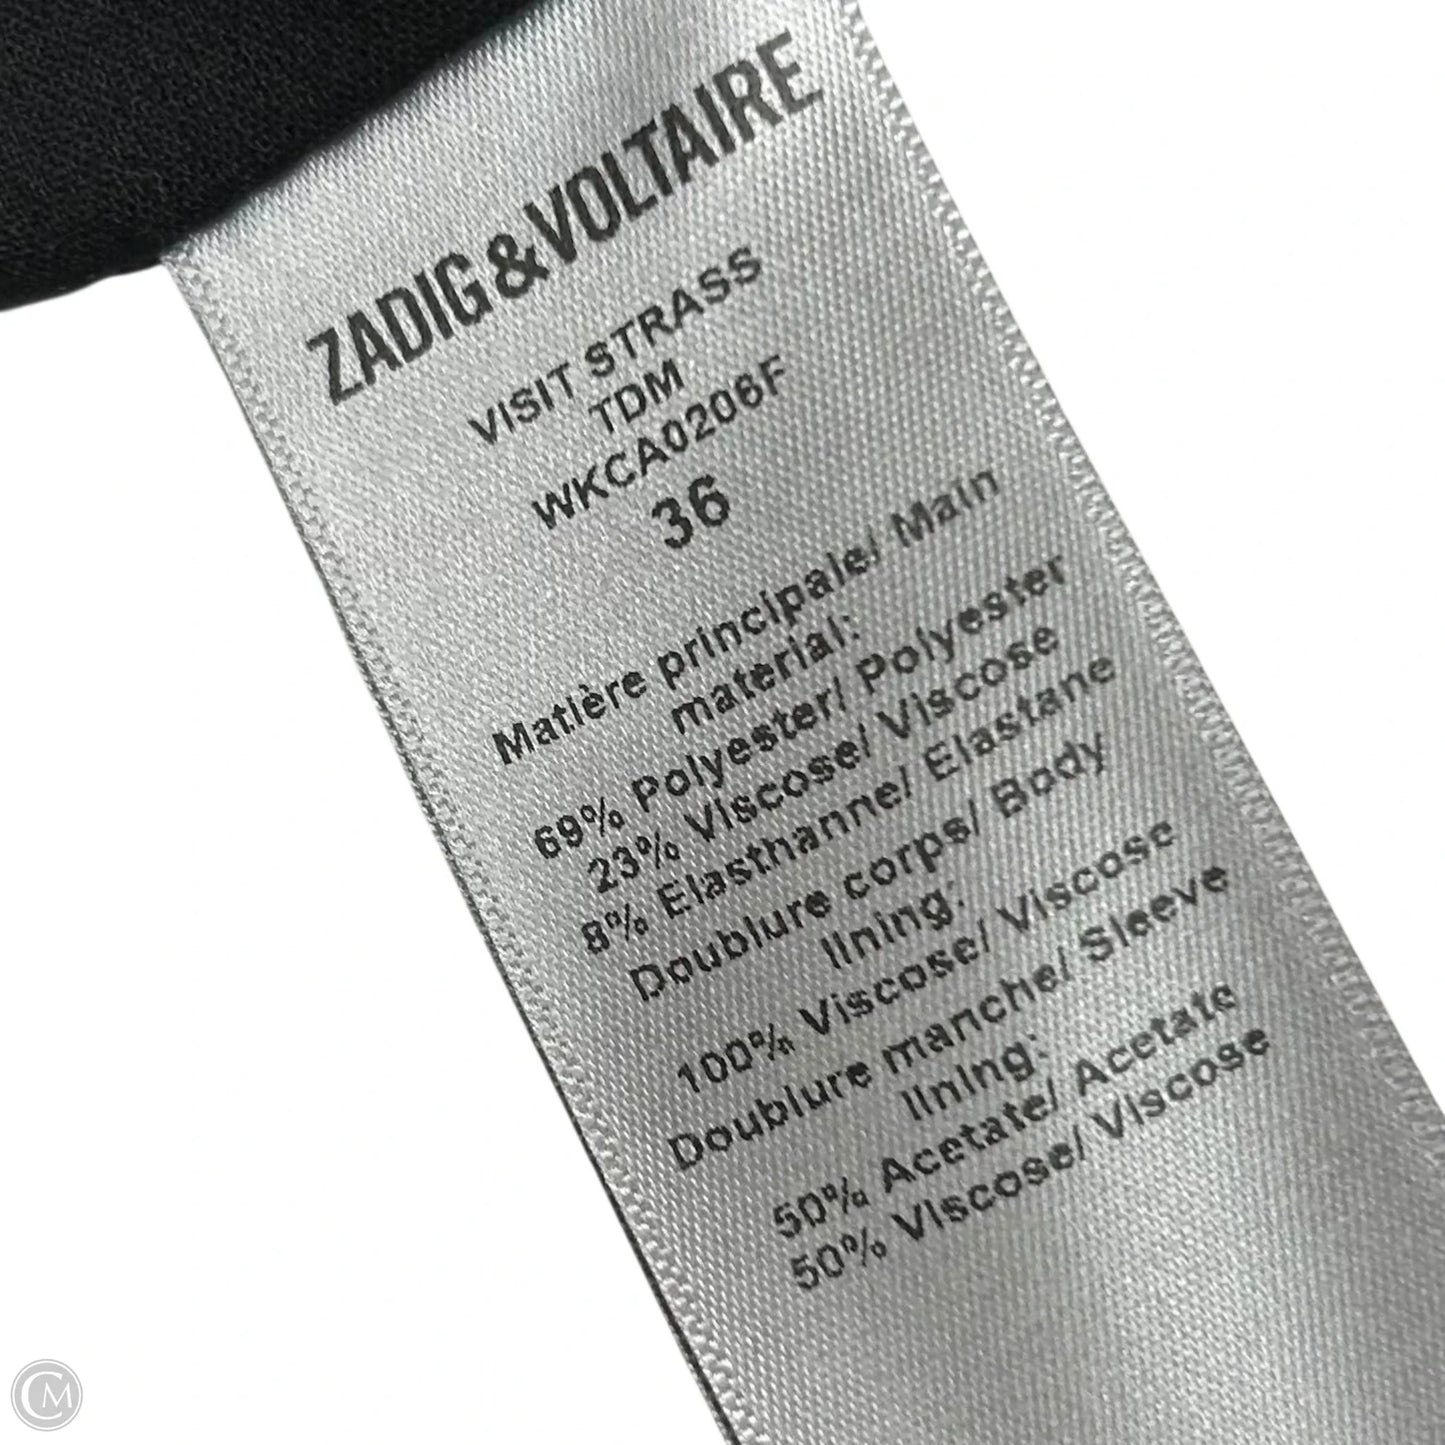 ZADIG&VOLTAIRE
VISIT STRASS
TDM
WKCA0206F
36
Matière principale/ Main
material:
69% Polyester/ Polyester
23% Viscose/ Viscose
8% Elasthanne/ Elastane
Doublure corps/ Body
lining:
100% Viscose/ Viscose
Doublure manche/ Sleeve
lining:
50% Acetate/ Acetate
50% Viscose/ Viscose
CM